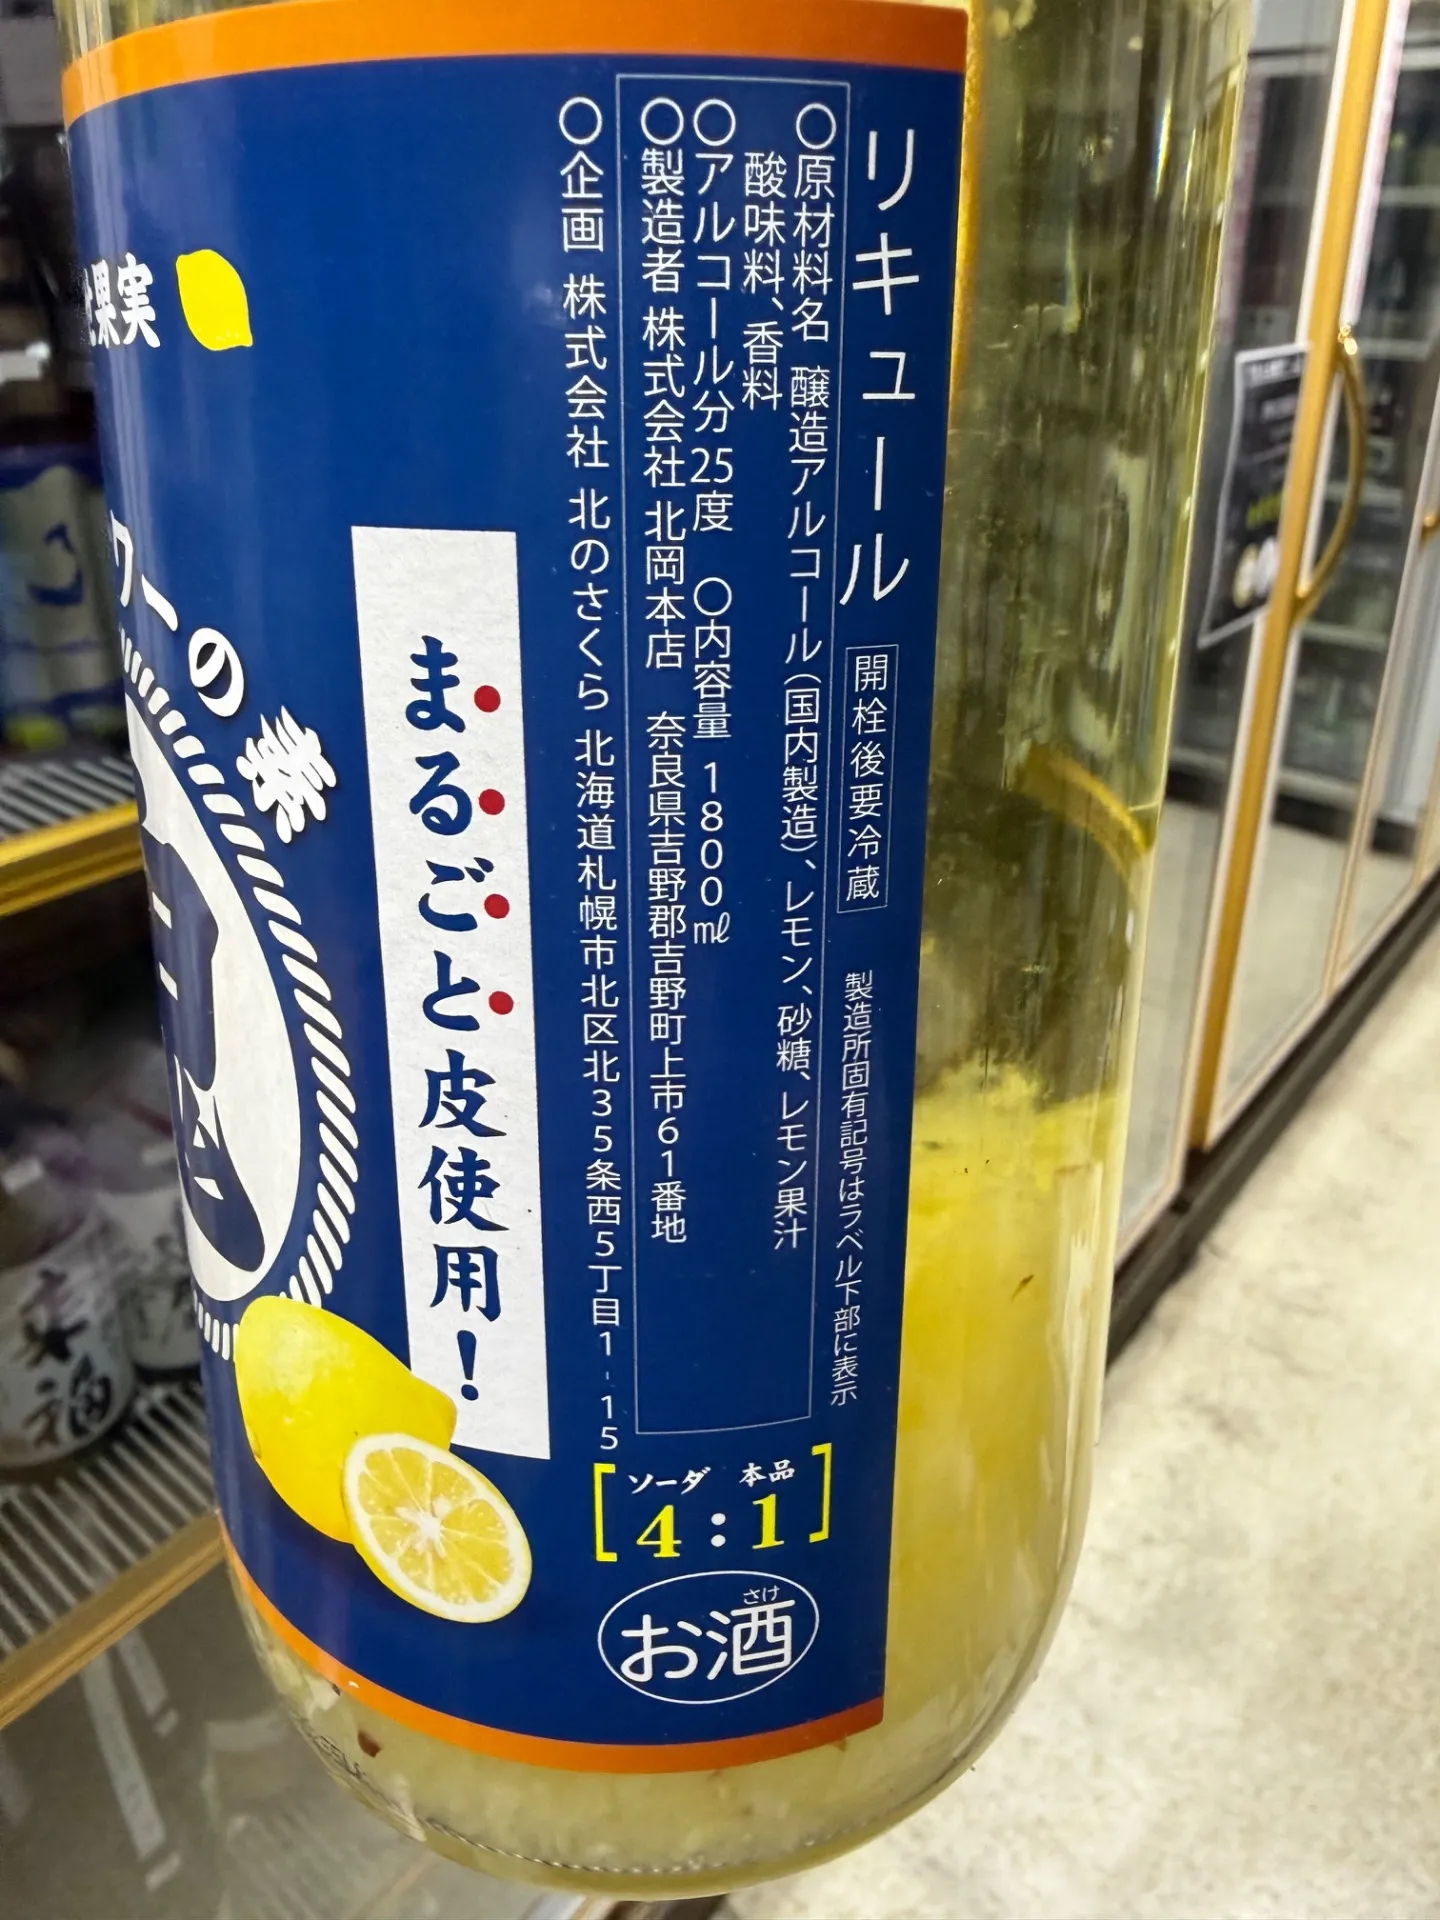 リキュール
開栓後要冷蔵
製造所固有記号はラベル下部に表示
〇原材料名 醸造アルコール(国内製造)、レモン、砂糖、レモン果汁
酸味料、香料
〇アルコール分 25度 〇内容量 1800㎖
〇製造者 株式会社 北岡本店 奈良県吉野郡吉野町上市61番地
〇企画 株式会社 北のさくら 北海道札幌市北区北35条西5丁目1-15
ソーダ 本品
[4:1]
さけ
お酒
まるごと皮使用!
果実
ワーの素